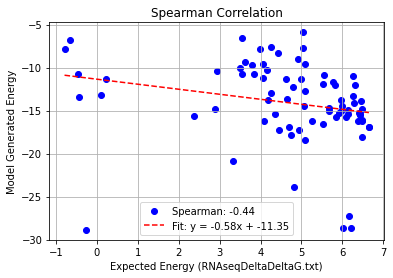 Spearman Correlation
Model Generated Energy
−5
−10
−15
−20
−25
−30
Spearman: -0.44
Fit: y = -0.58x + -11.35
−1 0 1 2 3 4 5 6 7
Expected Energy (RNAseqDeltaDeltaG.txt)